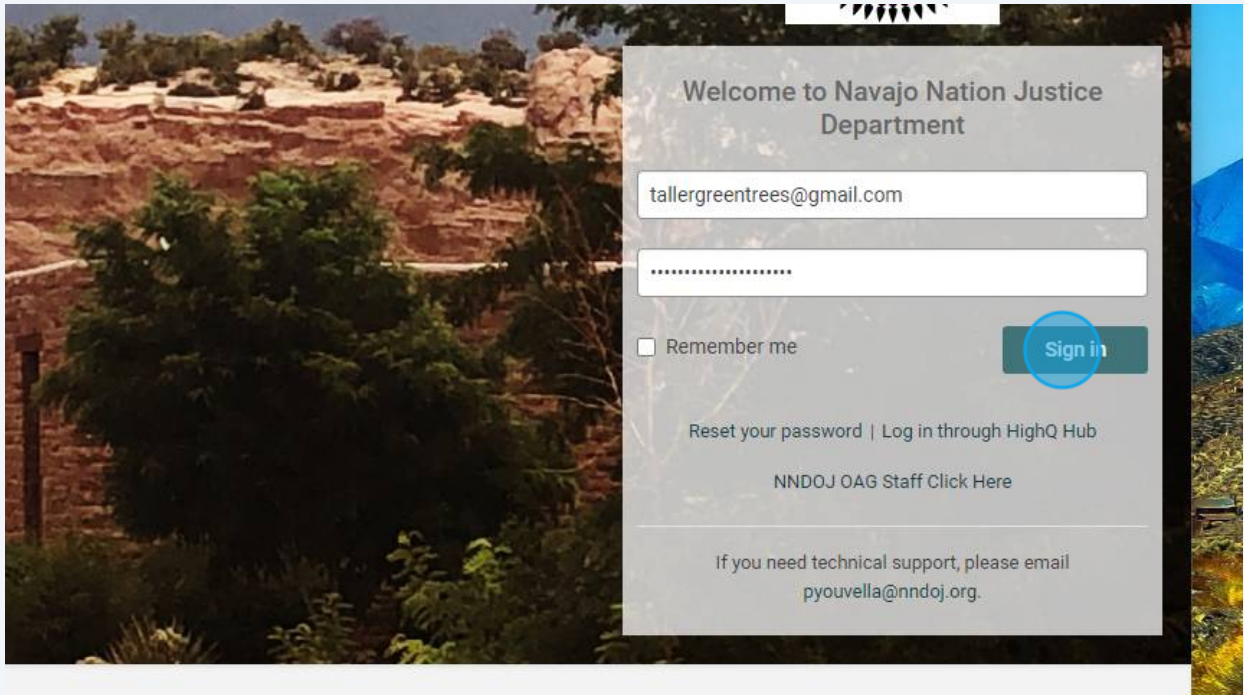 Welcome to Navajo Nation Justice
Department
tallergreentrees@gmail.com
•••••••••••••••••••••
Remember me
Sign in
Reset your password | Log in through HighQ Hub
NNDOJ OAG Staff Click Here
If you need technical support, please email
pyouvella@nndoj.org.